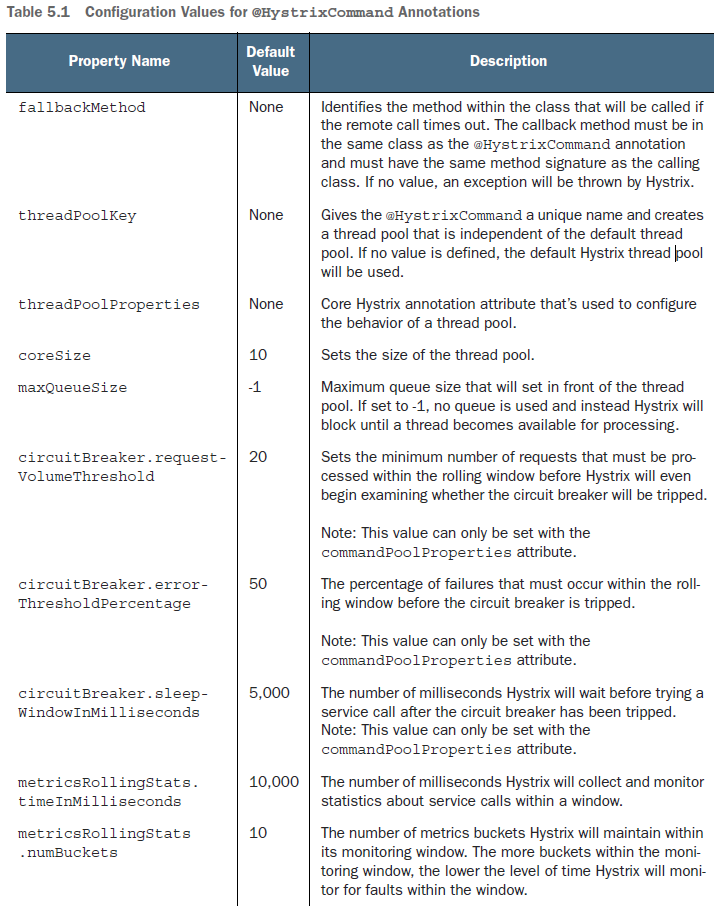 Table 5.1 Configuration Values for @HystrixCommand Annotations
Property Name
Default
Value
Description
fallbackMethod
None
Identifies the method within the class that will be called if
the remote call times out. The callback method must be in
the same class as the @HystrixCommand annotation
and must have the same method signature as the calling
class. If no value, an exception will be thrown by Hystrix.
threadPoolKey
None
Gives the @HystrixCommand a unique name and creates
a thread pool that is independent of the default thread
pool. If no value is defined, the default Hystrix thread pool
will be used.
threadPoolProperties
None
Core Hystrix annotation attribute that's used to configure
the behavior of a thread pool.
coreSize
10
Sets the size of the thread pool.
maxQueueSize
-1
Maximum queue size that will set in front of the thread
pool. If set to -1, no queue is used and instead Hystrix will
block until a thread becomes available for processing.
circuitBreaker.request-
VolumeThreshold
20
Sets the minimum number of requests that must be pro-
cessed within the rolling window before Hystrix will even
begin examining whether the circuit breaker will be tripped.
Note: This value can only be set with the
commandPoolProperties attribute.
circuitBreaker.error-
ThresholdPercentage
50
The percentage of failures that must occur within the roll-
ing window before the circuit breaker is tripped.
Note: This value can only be set with the
commandPoolProperties attribute.
circuitBreaker.sleep-
WindowInMilliseconds
5,000
The number of milliseconds Hystrix will wait before trying a
service call after the circuit breaker has been tripped.
Note: This value can only be set with the
commandPoolProperties attribute.
metricsRollingStats.
timeInMilliseconds
10,000
The number of milliseconds Hystrix will collect and monitor
statistics about service calls within a window.
metricsRollingStats
.numBuckets
10
The number of metrics buckets Hystrix will maintain within
its monitoring window. The more buckets within the moni-
toring window, the lower the level of time Hystrix will moni-
tor for faults within the window.